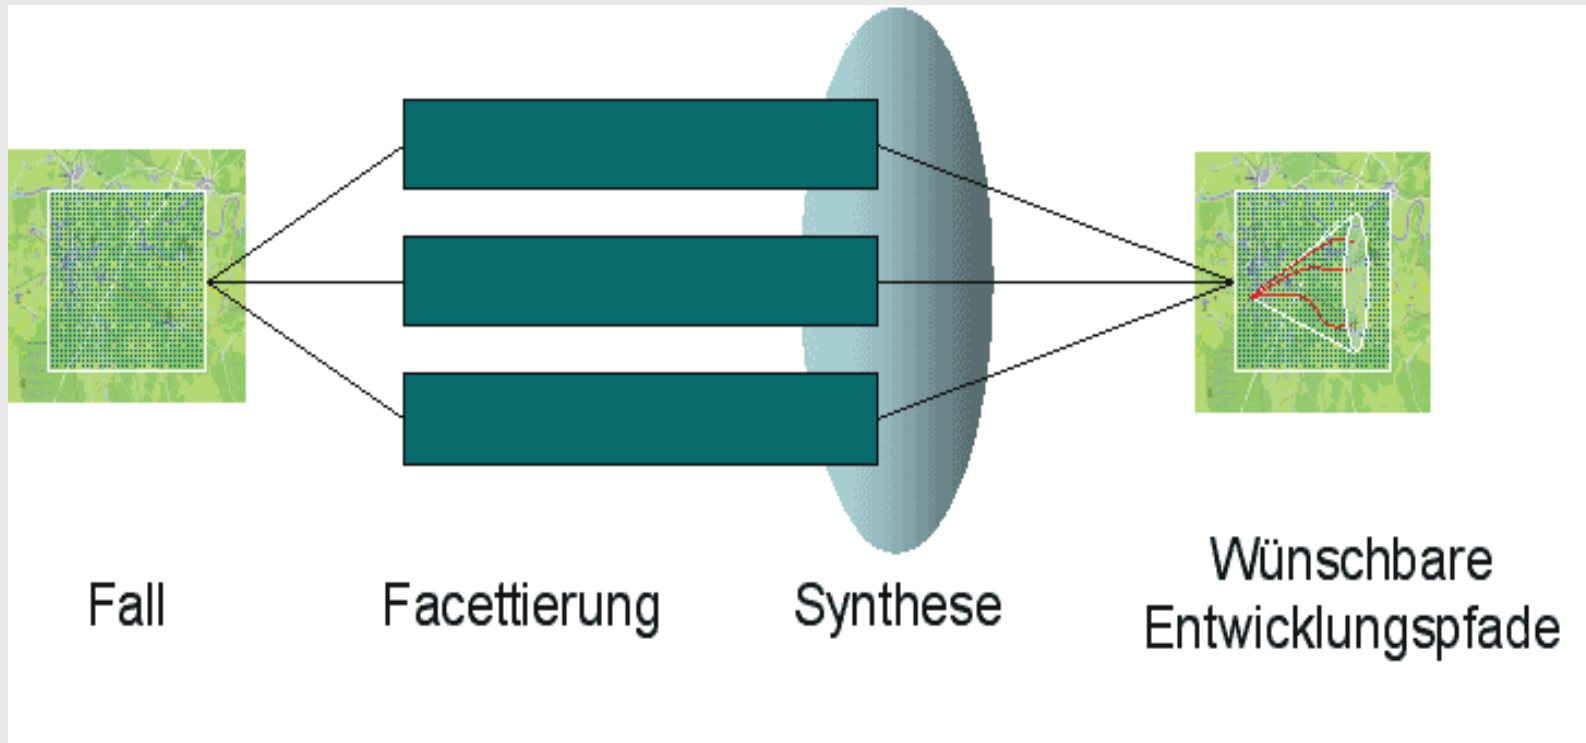 Fall
Facettierung
Synthese
Wünschbare
Entwicklungspfade